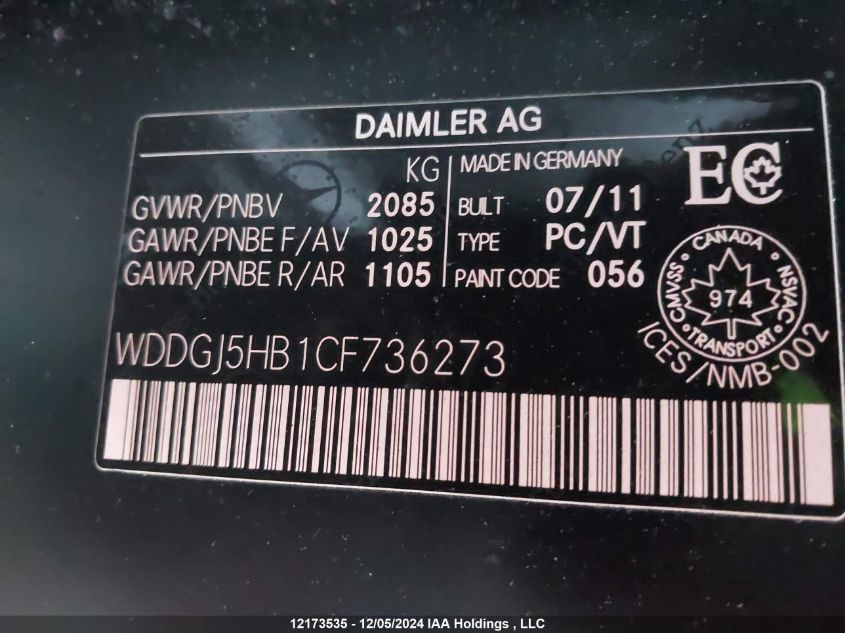 DAIMLER AG
KG
GVWR/PNBV 2085
GAWR/PNBE F/AV 1025
GAWR/PNBE R/AR 1105
MADE IN GERMANY
BUILT 07/11
TYPE PC/VT
PAINT CODE 056
EC
CANADA
CMVSS 974 NSVAC
TRANSPORT
ICES/NMB-002
WDDGJ5HB1CF736273
12173535 - 12/05/2024 IAA Holdings , LLC